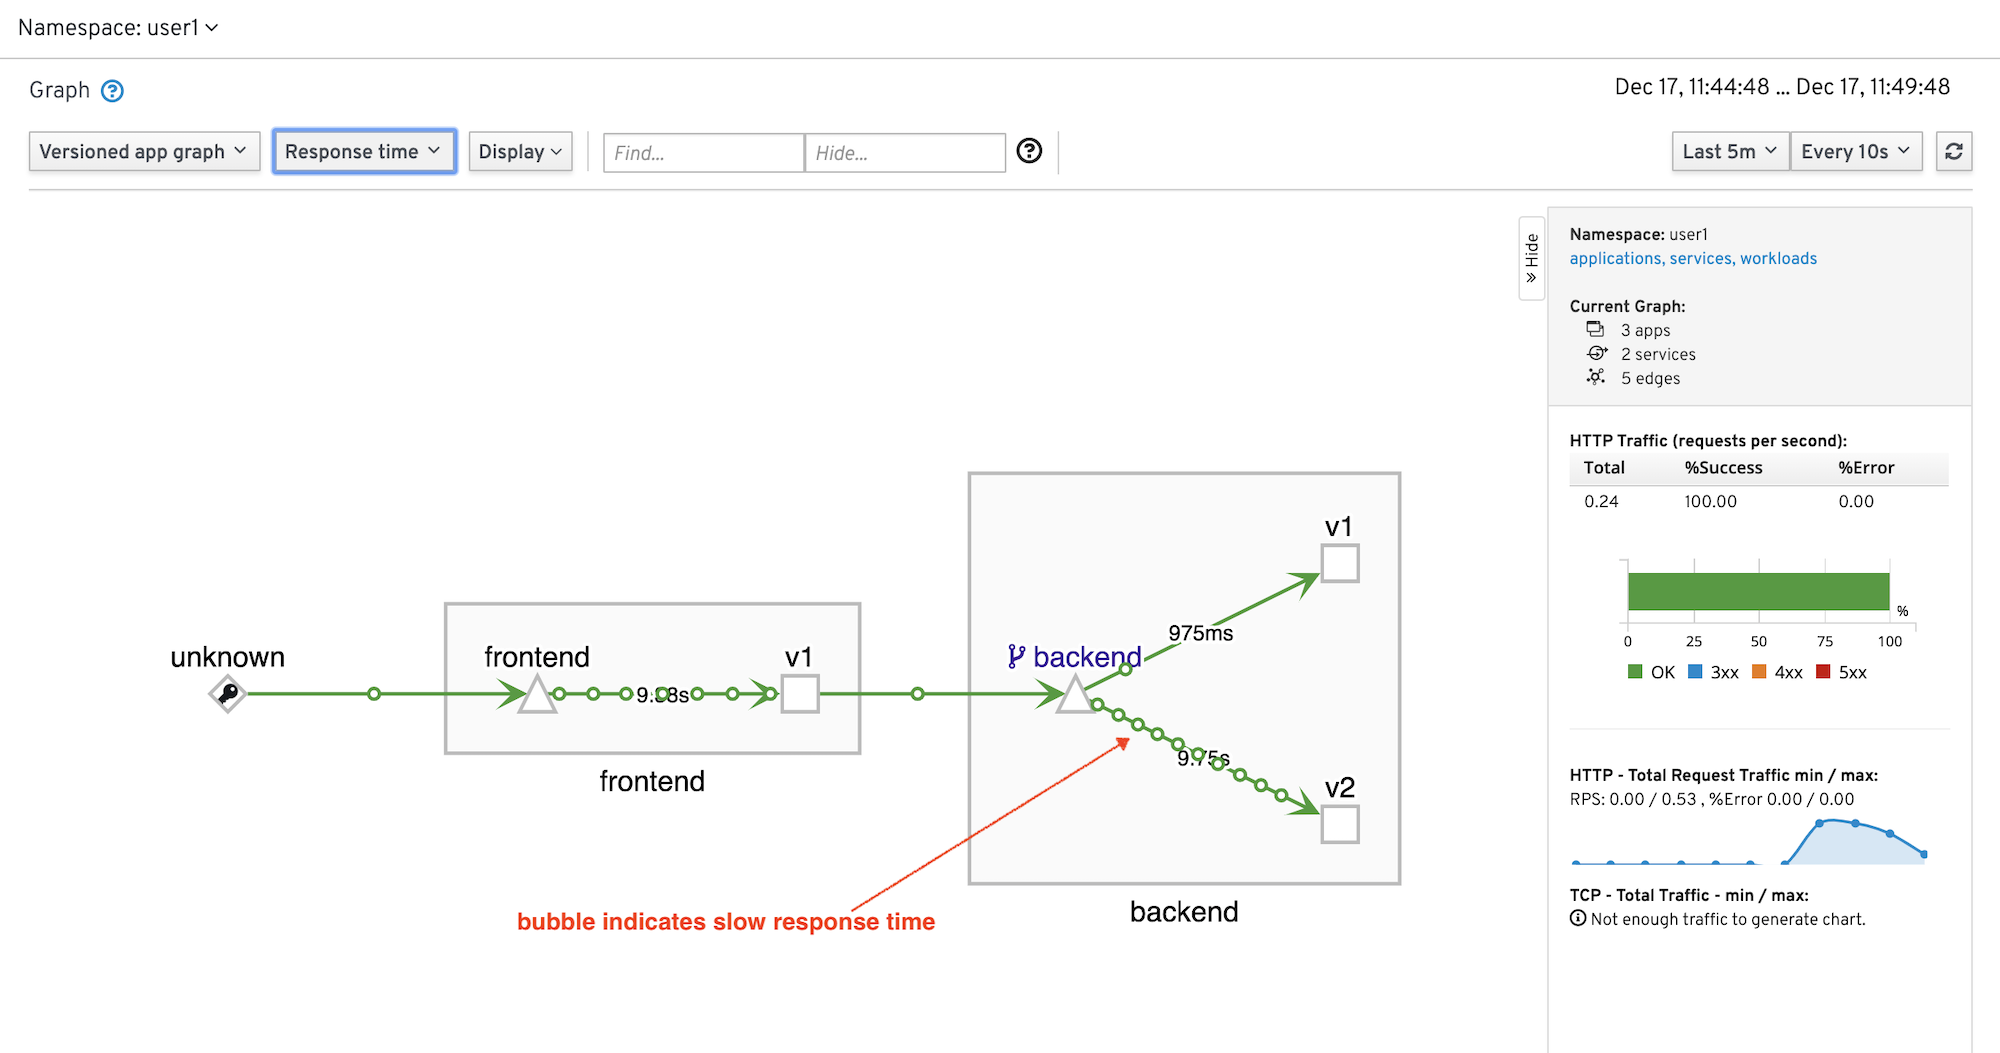 Namespace: user1
Graph
Dec 17, 11:44:48 ... Dec 17, 11:49:48
Versioned app graph
Response time
Display
Find...
Hide...
Last 5m
Every 10s
Hide
Namespace: user1
applications, services, workloads
Current Graph:
3 apps
2 services
5 edges
HTTP Traffic (requests per second):
Total %Success %Error
0.24 100.00 0.00
%
0 25 50 75 100
OK 3xx 4xx 5xx
HTTP - Total Request Traffic min / max:
RPS: 0.00 / 0.53 , %Error 0.00 / 0.00
TCP - Total Traffic - min / max:
Not enough traffic to generate chart.
unknown
frontend
v1
frontend
backend
v1
975ms
9.75s
v2
backend
bubble indicates slow response time